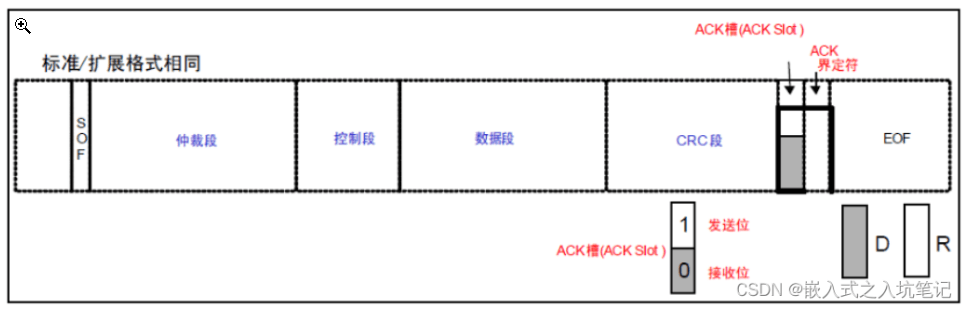 ACK槽(ACK Slot)
ACK
界定符
标准/扩展格式相同
SOF
仲裁段
控制段
数据段
CRC段
EOF
1
发送位
ACK槽(ACK Slot)
0
接收位
D
R
CSDN @嵌入式之入坑笔记